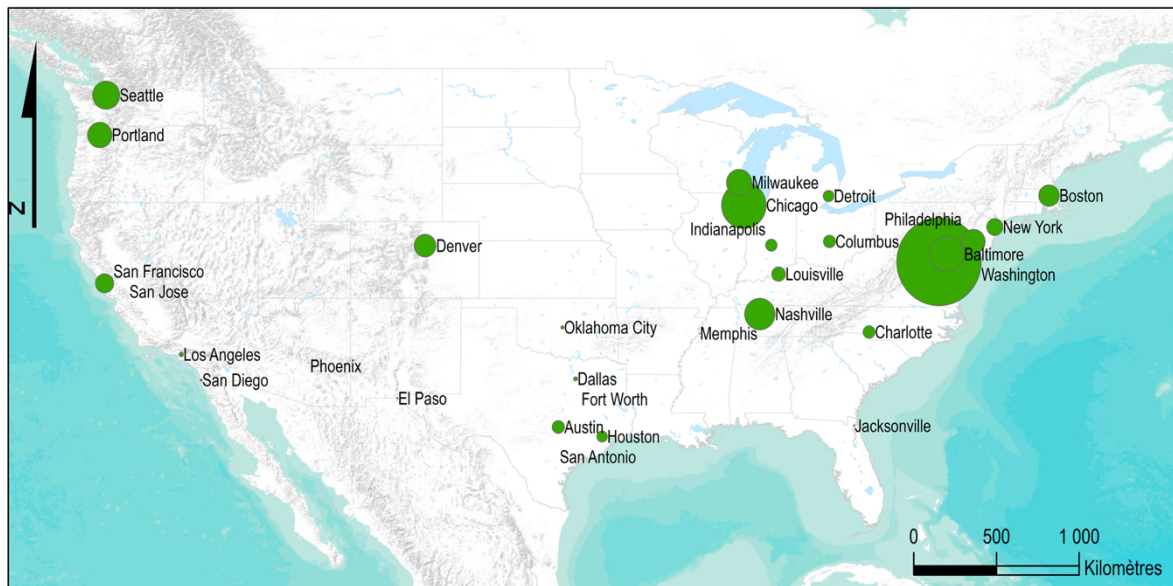 Seattle
Portland
Milwaukee
Chicago
Detroit
Boston
Philadelphia
New York
Indianapolis
Columbus
Denver
Baltimore
Washington
San Francisco
San Jose
Louisville
Nashville
Memphis
Oklahoma City
Charlotte
Los Angeles
Phoenix
San Diego
Dallas
Fort Worth
El Paso
Austin
Houston
San Antonio
Jacksonville
N
0 500 1 000
Kilomètres